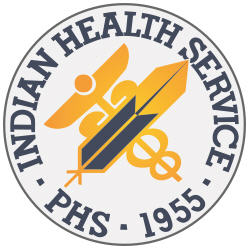 INDIAN HEALTH SERVICE
· PHS · 1955 ·